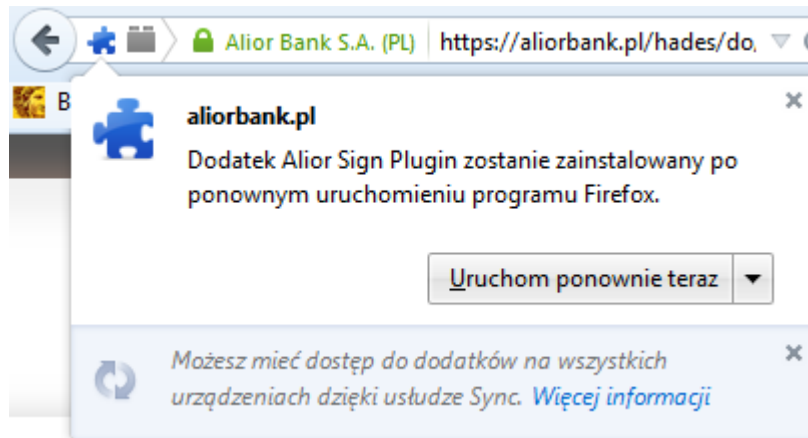 Alior Bank S.A. (PL) https://aliorbank.pl/hades/do,
B
aliorbank.pl
Dodatek Alior Sign Plugin zostanie zainstalowany po
ponownym uruchomieniu programu Firefox.
Uruchom ponownie teraz
Możesz mieć dostęp do dodatków na wszystkich
urządzeniach dzięki usłudze Sync. Więcej informacji